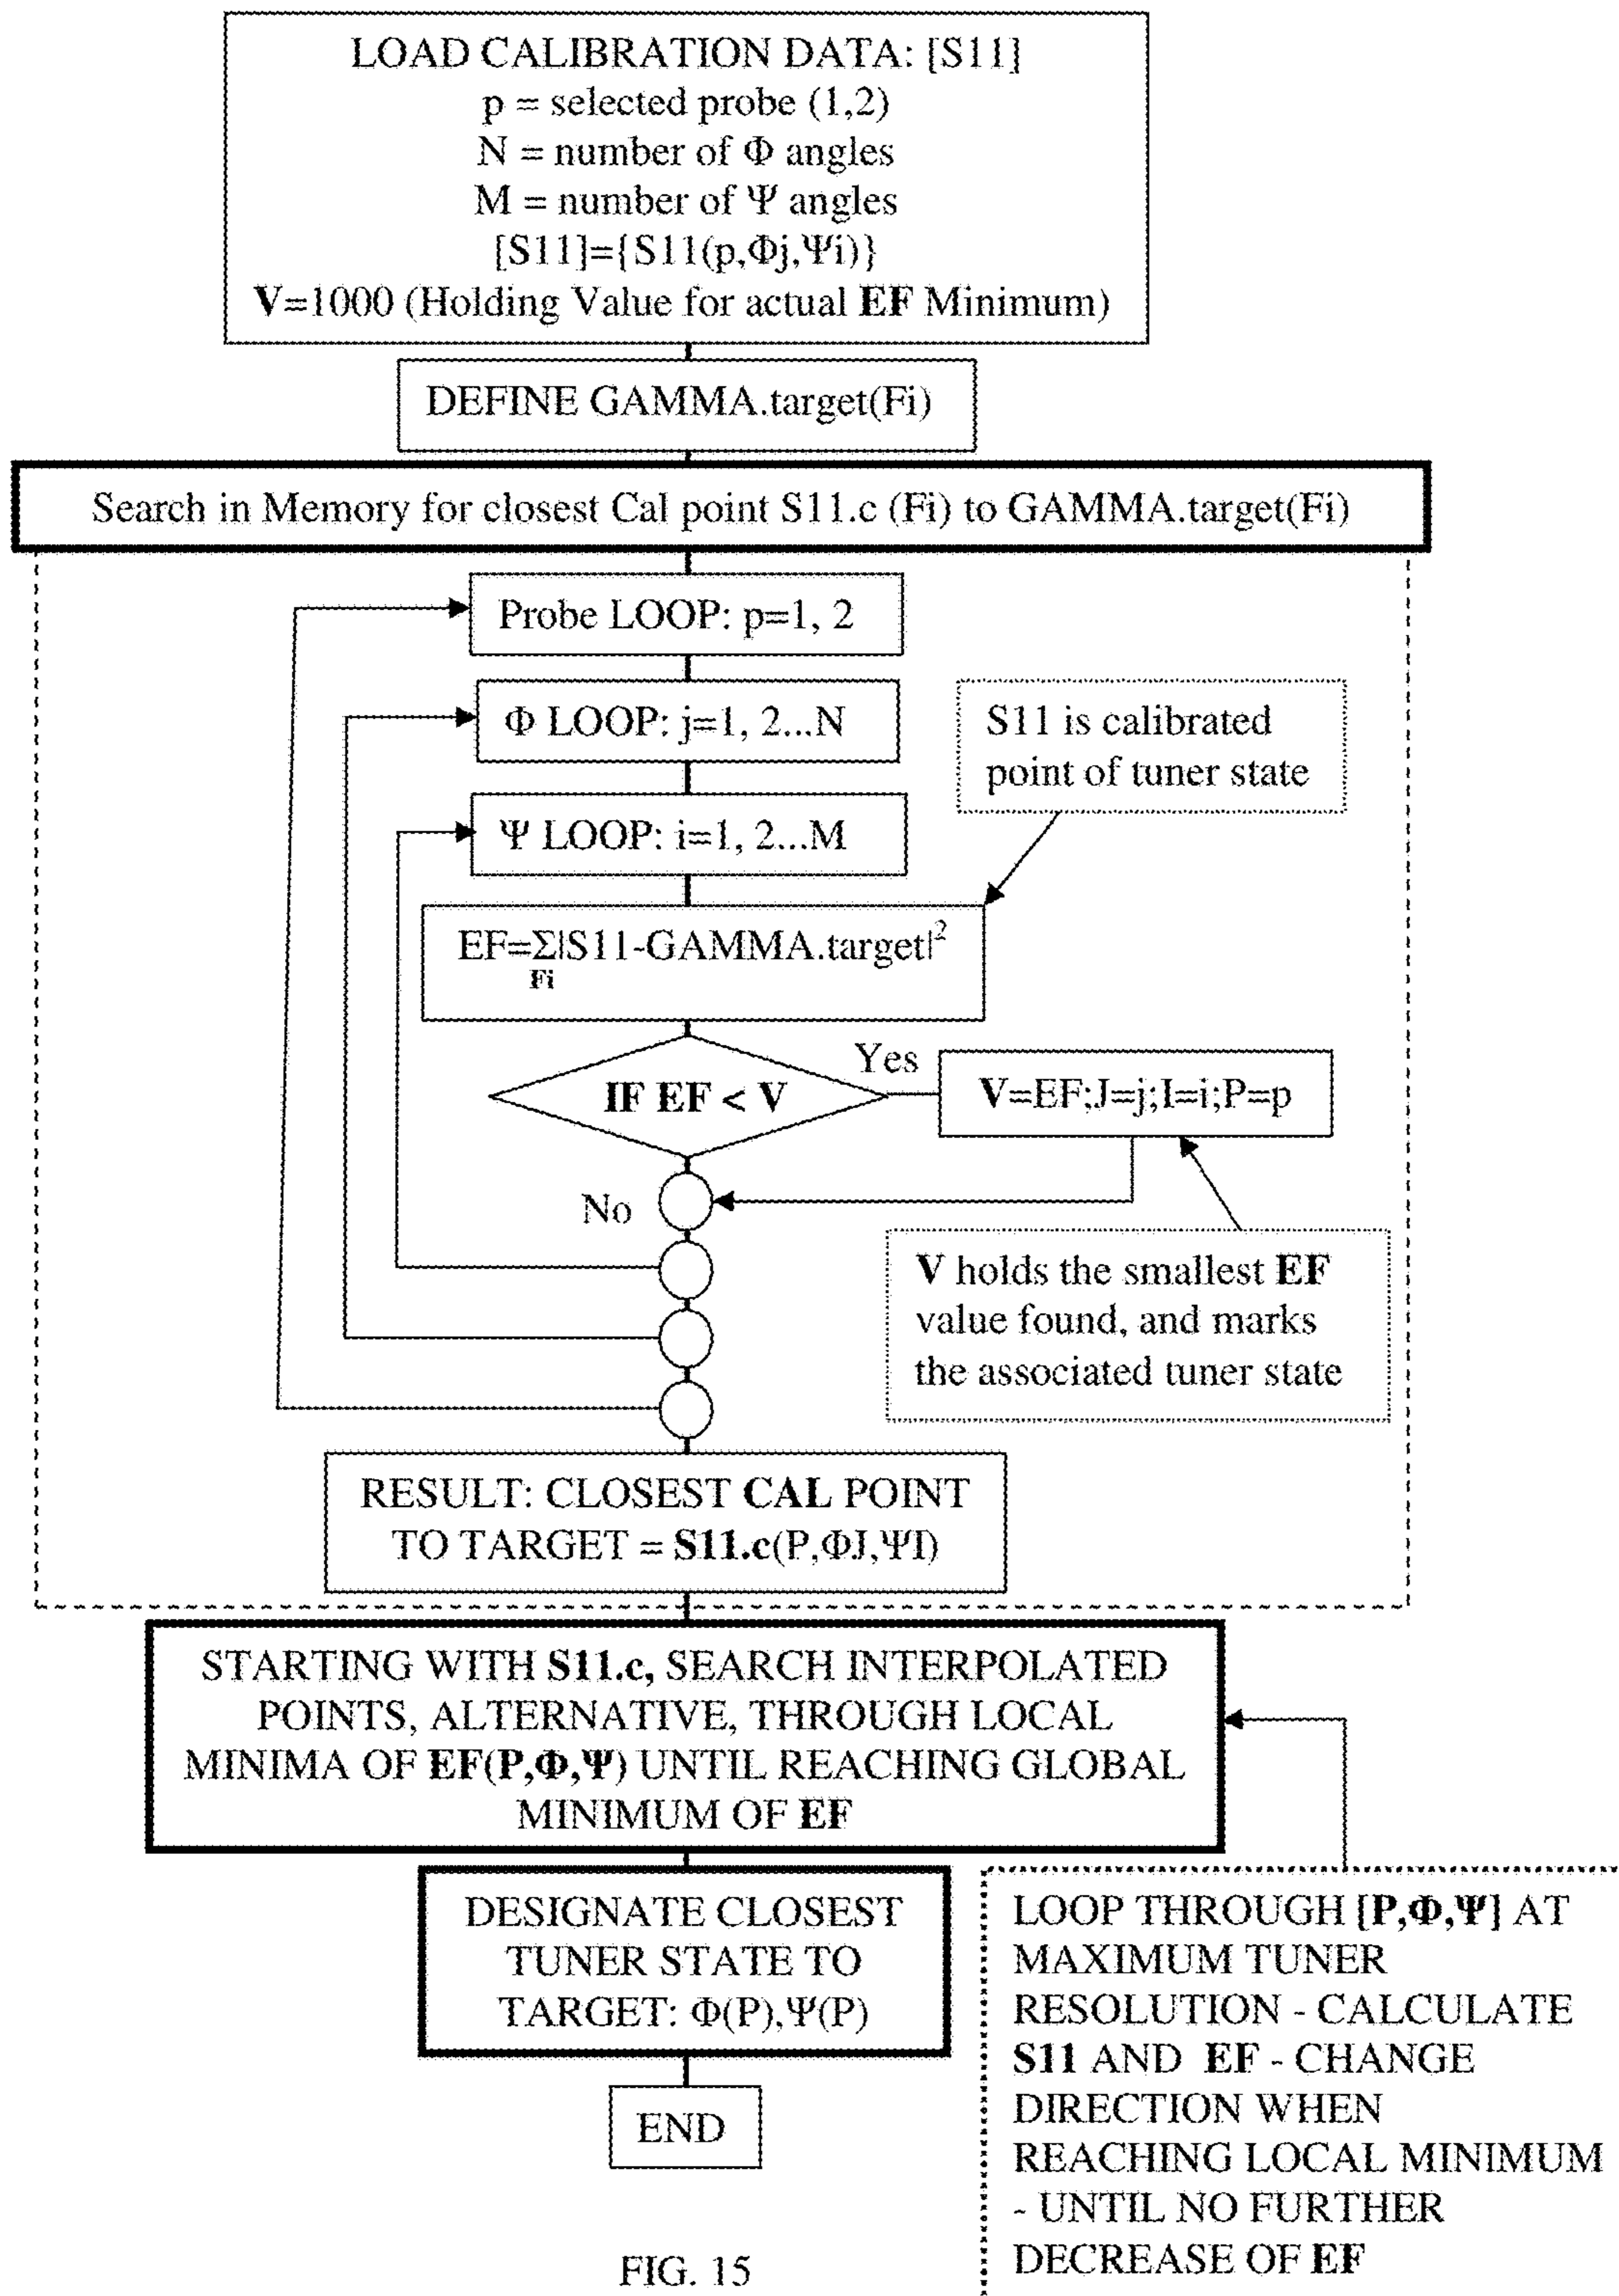 LOAD CALIBRATION DATA: [S11]
p = selected probe (1,2)
N = number of Φ angles
M = number of Ψ angles
[S11]={S11(p,Φj,Ψi)}
V=1000 (Holding Value for actual EF Minimum)
DEFINE GAMMA.target(Fi)
Search in Memory for closest Cal point S11.c (Fi) to GAMMA.target(Fi)
Probe LOOP: p=1, 2
Φ LOOP: j=1, 2...N
S11 is calibrated
point of tuner state
Ψ LOOP: i=1, 2...M
EF=Σ|S11-GAMMA.target|²
Fi
IF EF < V
Yes
V=EF;J=j;I=i;P=p
No
V holds the smallest EF
value found, and marks
the associated tuner state
RESULT: CLOSEST CAL POINT
TO TARGET = S11.c(P,ΦJ,ΨI)
STARTING WITH S11.c, SEARCH INTERPOLATED
POINTS, ALTERNATIVE, THROUGH LOCAL
MINIMA OF EF(P,Φ,Ψ) UNTIL REACHING GLOBAL
MINIMUM OF EF
DESIGNATE CLOSEST
TUNER STATE TO
TARGET: Φ(P),Ψ(P)
END
LOOP THROUGH [P,Φ,Ψ] AT
MAXIMUM TUNER
RESOLUTION - CALCULATE
S11 AND EF - CHANGE
DIRECTION WHEN
REACHING LOCAL MINIMUM
- UNTIL NO FURTHER
DECREASE OF EF
FIG. 15